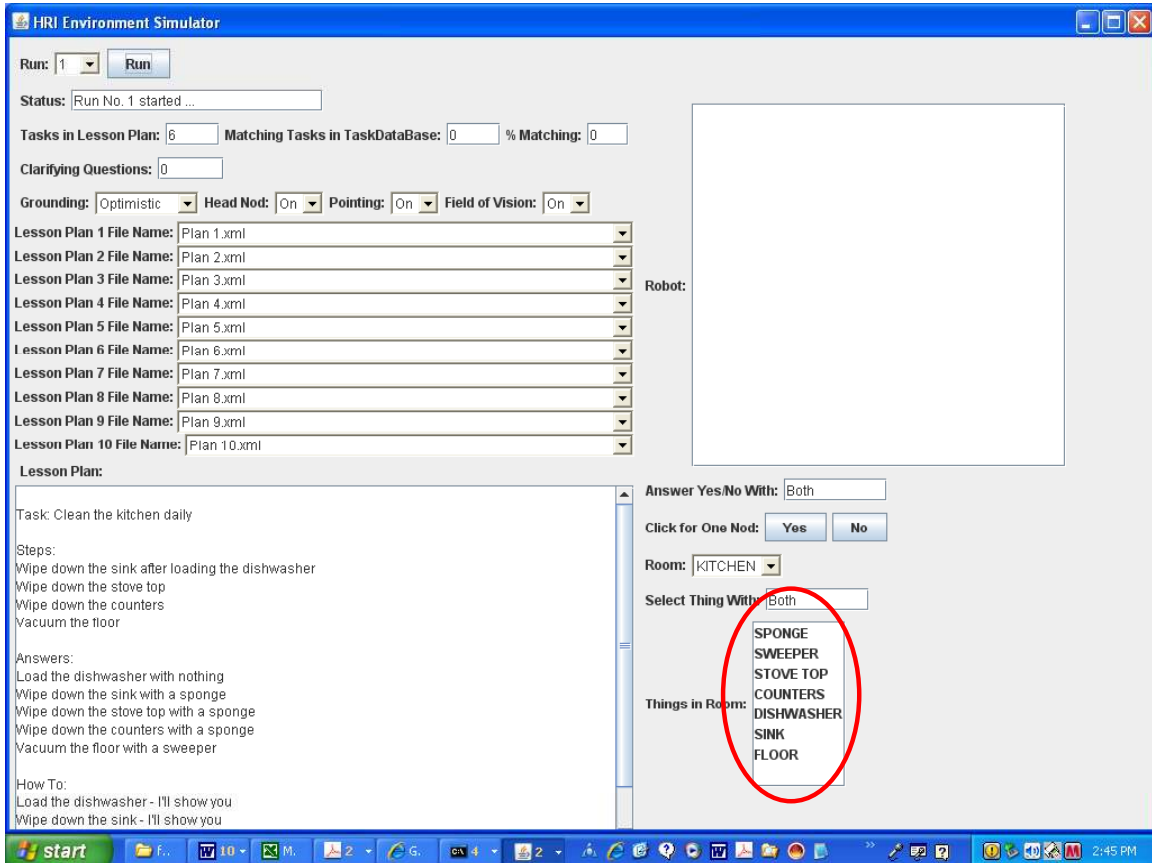 HRI Environment Simulator
Run: 1 Run
Status: Run No. 1 started ...
Tasks in Lesson Plan: 6 Matching Tasks in TaskDataBase: 0 % Matching: 0
Clarifying Questions: 0
Grounding: Optimistic Head Nod: On Pointing: On Field of Vision: On
Lesson Plan 1 File Name: Plan 1.xml
Lesson Plan 2 File Name: Plan 2.xml
Lesson Plan 3 File Name: Plan 3.xml
Lesson Plan 4 File Name: Plan 4.xml
Lesson Plan 5 File Name: Plan 5.xml
Lesson Plan 6 File Name: Plan 6.xml
Lesson Plan 7 File Name: Plan 7.xml
Lesson Plan 8 File Name: Plan 8.xml
Lesson Plan 9 File Name: Plan 9.xml
Lesson Plan 10 File Name: Plan 10.xml
Lesson Plan:
Task: Clean the kitchen daily
Steps:
Wipe down the sink after loading the dishwasher
Wipe down the stove top
Wipe down the counters
Vacuum the floor
Answers:
Load the dishwasher with nothing
Wipe down the sink with a sponge
Wipe down the stove top with a sponge
Wipe down the counters with a sponge
Vacuum the floor with a sweeper
How To:
Load the dishwasher - I'll show you
Wipe down the sink - I'll show you
Robot:
Answer Yes/No With: Both
Click for One Nod: Yes No
Room: KITCHEN
Select Thing With: Both
Things in Room:
SPONGE
SWEEPER
STOVE TOP
COUNTERS
DISHWASHER
SINK
FLOOR
start F.. 10 M. 2 G. 4 2 2:45 PM